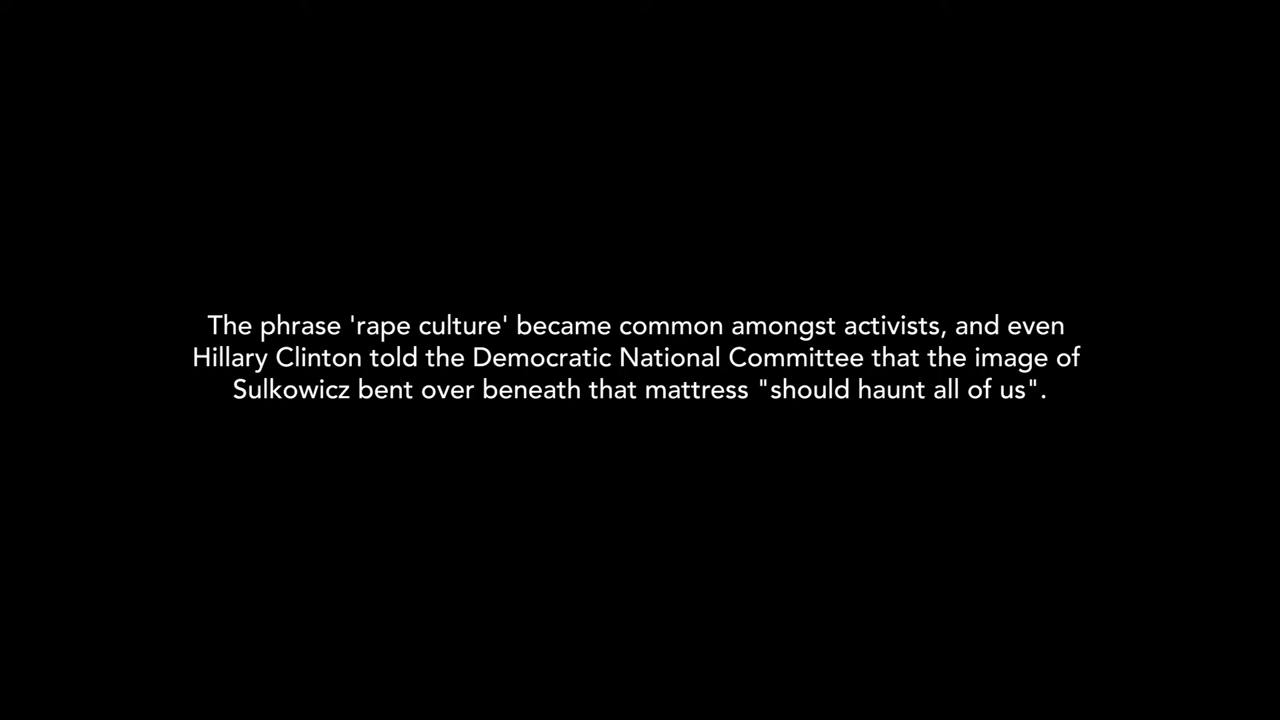 The phrase 'rape culture' became common amongst activists, and even
Hillary Clinton told the Democratic National Committee that the image of
Sulkowicz bent over beneath that mattress "should haunt all of us".